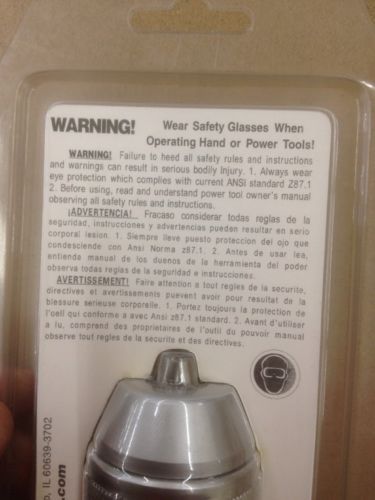 WARNING! Wear Safety Glasses When
Operating Hand or Power Tools!
WARNING! Failure to heed all safety rules and instructions
and warnings can result in serious bodily Injury. 1. Always wear
eye protection which complies with current ANSI standard Z87.1
2. Before using, read and understand power tool owner's manual
observing all safety rules and instructions.
¡ADVERTENCIA! Fracaso considerar todas reglas de la
seguridad, instrucciones y advertencias pueden resultar en serio
corporal lesion. 1. Siempre lleve puesto proteccion del ojo que
condesciende con Ansi Norma z87.1. 2. Antes de usar lea,
entienda manual de los duenos de la herramienta del poder
observa todas reglas de la seguridad e instrucciones.
AVERTISSEMENT! Faire attention a tout regles de la securite,
directives et avertissements puevent avoir pour resultat de la
blessure serieuse corporelle. 1. Portez toujours la protection de
l'oeil qui conforme a avec Ansi z87.1 standard. 2. Avant d'utiliser
a lu, comprend des proprietaires de l'outil du pouvoir manual
observe tout regles de la securite et des directives.
o, IL 60639-3702
.com